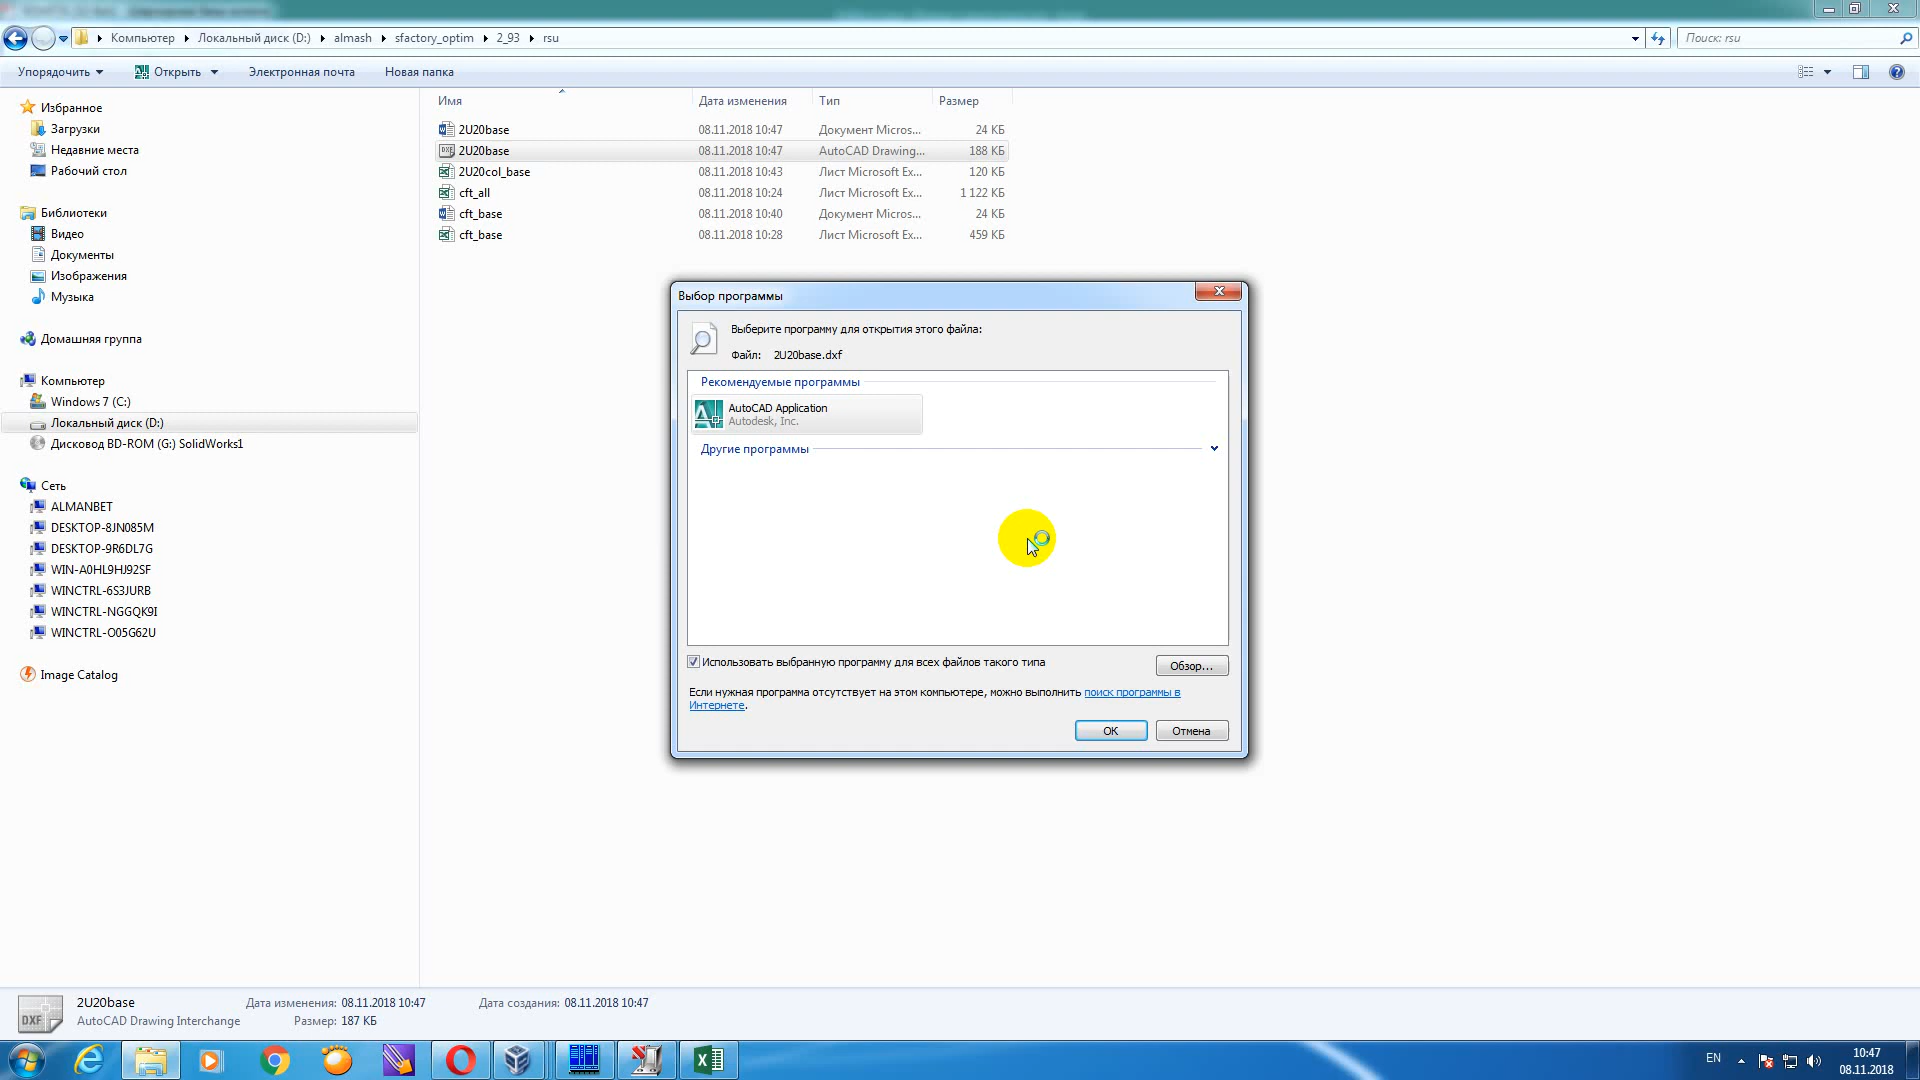 Компьютер
Локальный диск (D:)
almash
sfactory_optim
2_93
rsu
Поиск: rsu
Упорядочить
Открыть
Электронная почта
Новая папка
Имя
Дата изменения
Тип
Размер
2U20base 08.11.2018 10:47 Документ Micros... 24 КБ
2U20base 08.11.2018 10:47 AutoCAD Drawing... 188 КБ
2U20col_base 08.11.2018 10:43 Лист Microsoft Ex... 120 КБ
cft_all 08.11.2018 10:24 Лист Microsoft Ex... 1 122 КБ
cft_base 08.11.2018 10:40 Документ Micros... 24 КБ
cft_base 08.11.2018 10:28 Лист Microsoft Ex... 459 КБ
Избранное
Загрузки
Недавние места
Рабочий стол
Библиотеки
Видео
Документы
Изображения
Музыка
Домашняя группа
Компьютер
Windows 7 (C:)
Локальный диск (D:)
Дисковод BD-ROM (G:) SolidWorks1
Сеть
ALMANBET
DESKTOP-8JN085M
DESKTOP-9R6DL7G
WIN-A0HL9HJ92SF
WINCTRL-6S3JURB
WINCTRL-NGGQK9I
WINCTRL-O05G62U
Image Catalog
Выбор программы
Выберите программу для открытия этого файла:
Файл: 2U20base.dxf
Рекомендуемые программы
AutoCAD Application
Autodesk, Inc.
Другие программы
Использовать выбранную программу для всех файлов такого типа
Обзор...
Если нужная программа отсутствует на этом компьютере, можно выполнить поиск программы в
Интернете.
ОК
Отмена
DXF
2U20base
Дата изменения: 08.11.2018 10:47
Дата создания: 08.11.2018 10:47
AutoCAD Drawing Interchange
Размер: 187 КБ
EN
10:47
08.11.2018